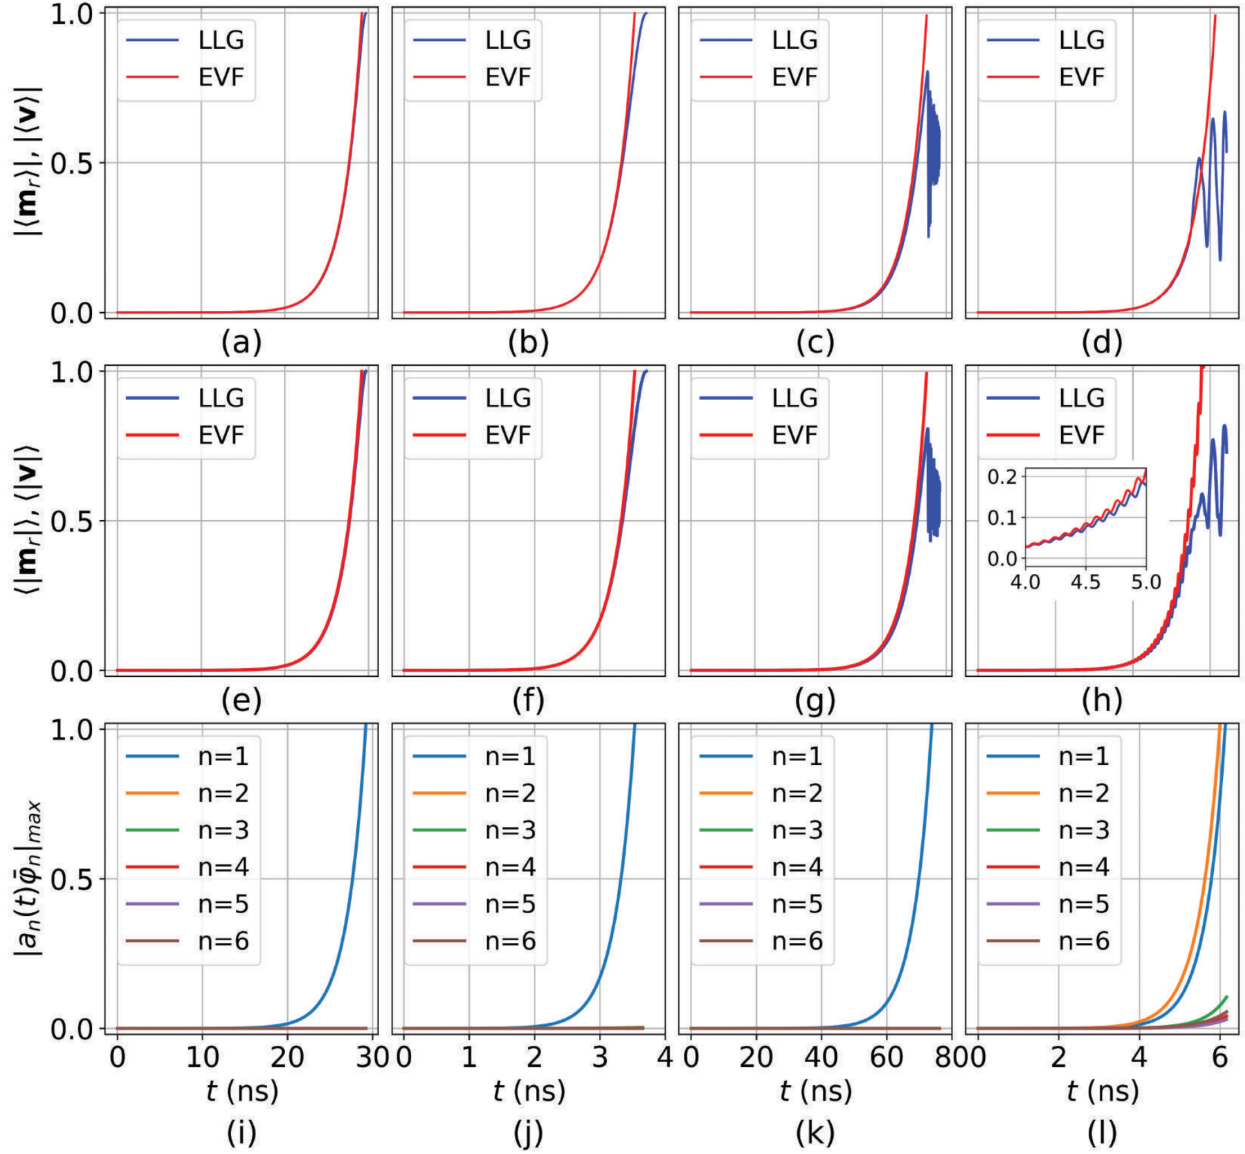 1.0
0.5
0.0
|⟨𝐦ᵣ⟩|, |⟨𝐯⟩|
LLG
EVF
LLG
EVF
LLG
EVF
LLG
EVF
(a)
(b)
(c)
(d)
1.0
0.5
0.0
⟨|𝐦ᵣ|⟩, ⟨|𝐯|⟩
LLG
EVF
LLG
EVF
LLG
EVF
LLG
EVF
0.2
0.1
0.0
4.0 4.5 5.0
(e)
(f)
(g)
(h)
1.0
0.5
0.0
|a_n(t)φ̄_n|_max
n=1
n=2
n=3
n=4
n=5
n=6
n=1
n=2
n=3
n=4
n=5
n=6
n=1
n=2
n=3
n=4
n=5
n=6
n=1
n=2
n=3
n=4
n=5
n=6
0 10 20 30
0 1 2 3 4
0 20 40 60 80
0 2 4 6
t (ns)
t (ns)
t (ns)
t (ns)
(i)
(j)
(k)
(l)